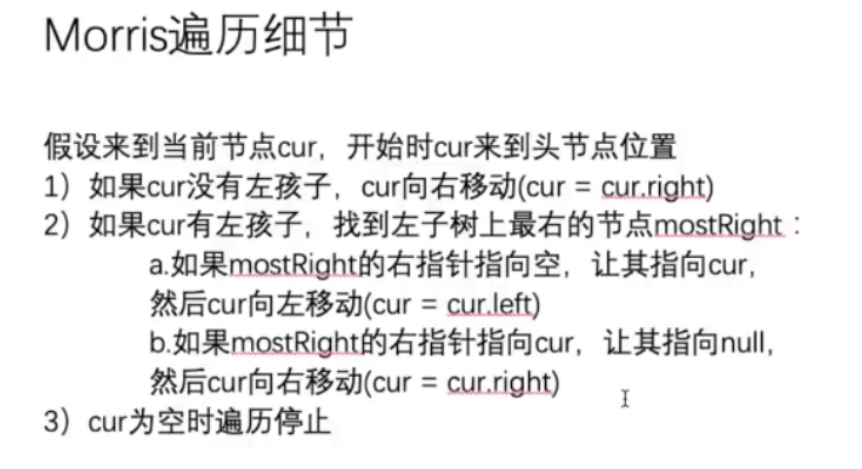 Morris遍历细节
假设来到当前节点cur，开始时cur来到头节点位置
1）如果cur没有左孩子，cur向右移动(cur = cur.right)
2）如果cur有左孩子，找到左子树上最右的节点mostRight：
a.如果mostRight的右指针指向空，让其指向cur，
然后cur向左移动(cur = cur.left)
b.如果mostRight的右指针指向cur，让其指向null，
然后cur向右移动(cur = cur.right)
3）cur为空时遍历停止